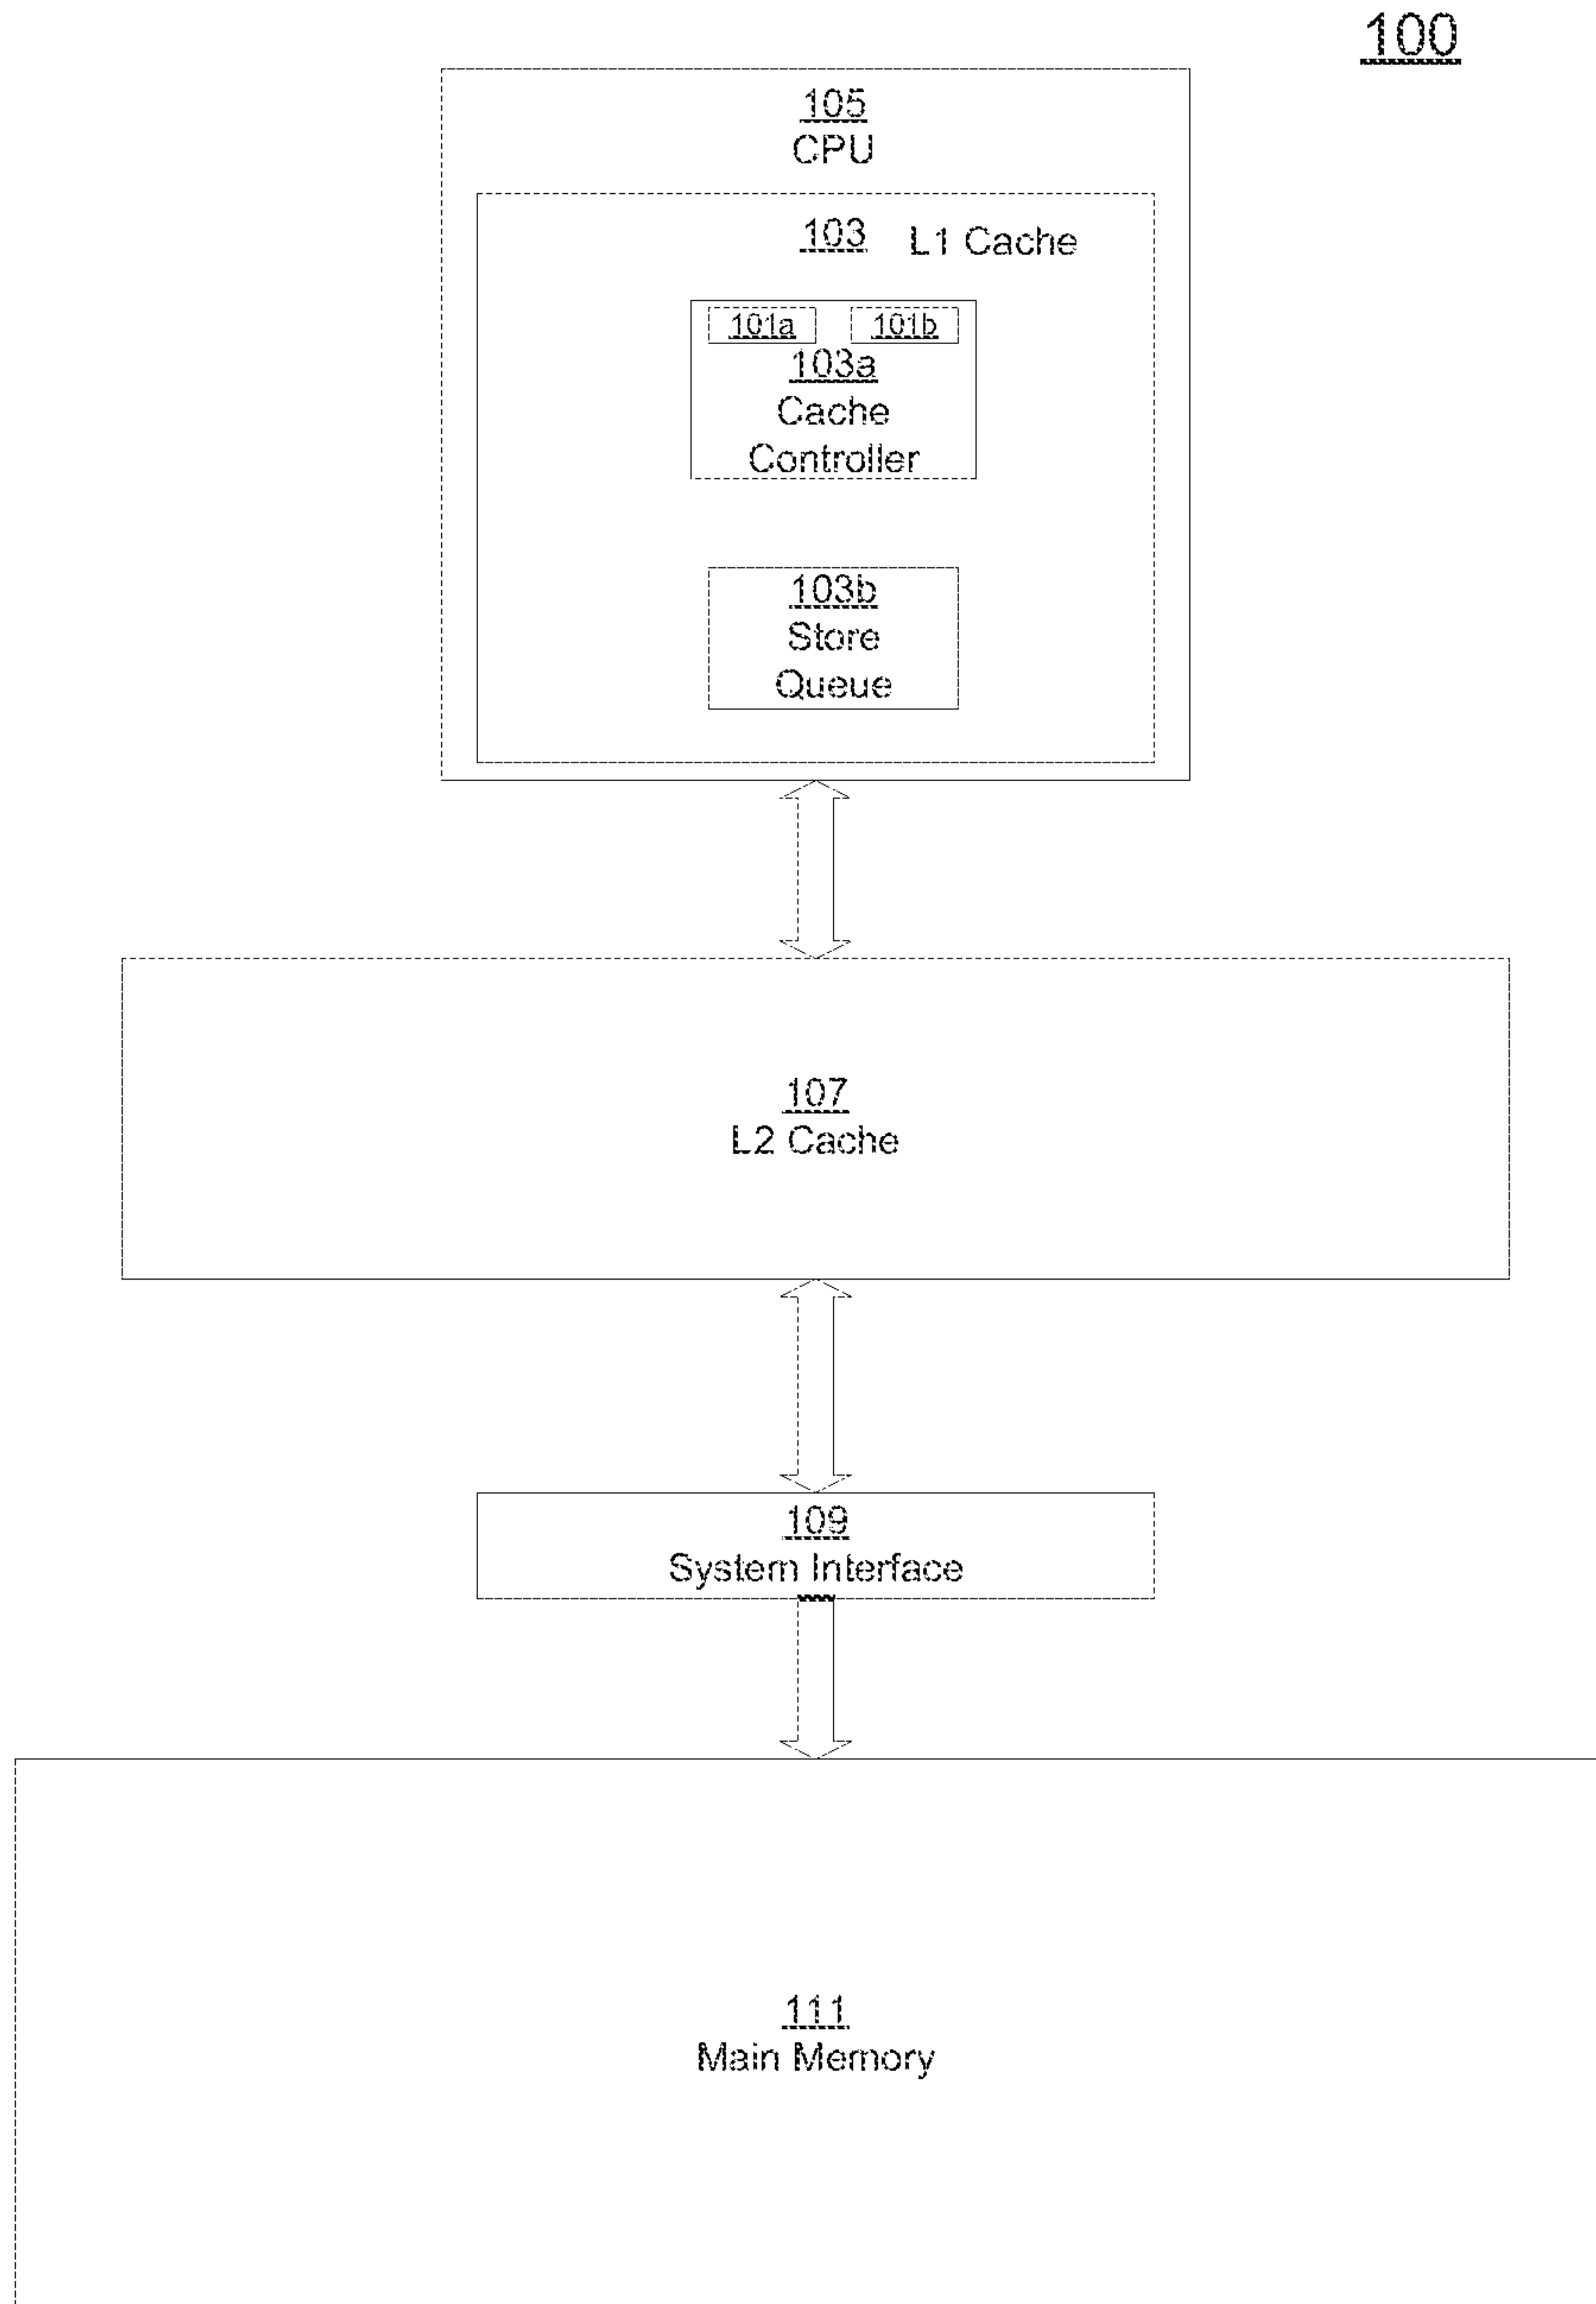 100
105
CPU
103 L1 Cache
101a 101b
103a
Cache
Controller
103b
Store
Queue
107
L2 Cache
109
System Interface
111
Main Memory